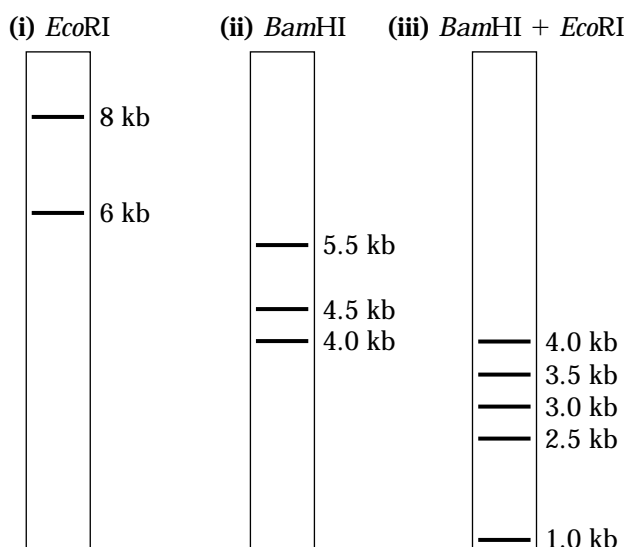 (i) EcoRI
(ii) BamHI
(iii) BamHI + EcoRI
8 kb
6 kb
5.5 kb
4.5 kb
4.0 kb
4.0 kb
3.5 kb
3.0 kb
2.5 kb
1.0 kb